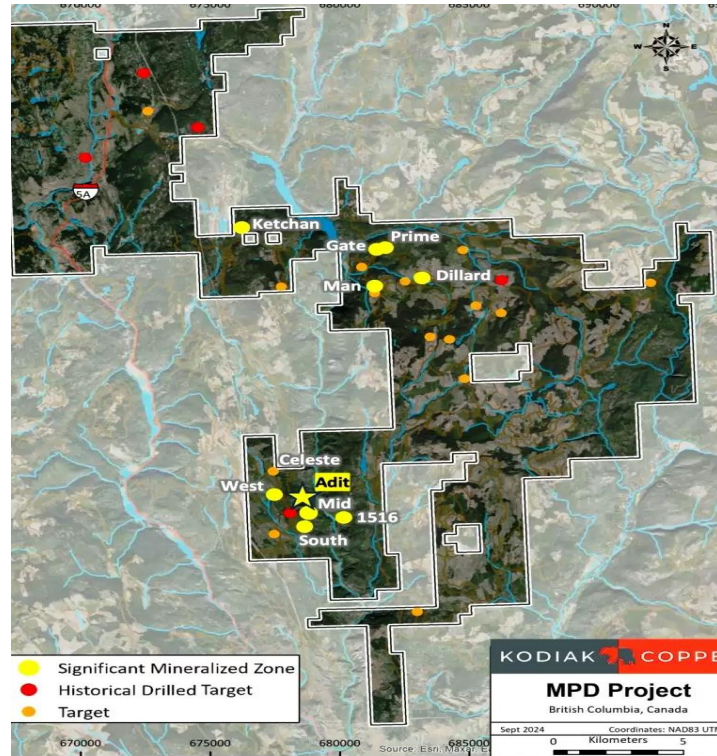 670000 675000 680000 685000 690000
N
W E
S
5A
Ketchan
Prime
Gate
Dillard
Man
Celeste
West
Adit
Mid
1516
South
Significant Mineralized Zone
Historical Drilled Target
Target
KODIAK COPPE
MPD Project
British Columbia, Canada
Sept 2024 Coordinates: NAD83 UT
0 Kilometers 5
Source: Esri, Maxar, E
670000 675000 680000 685000